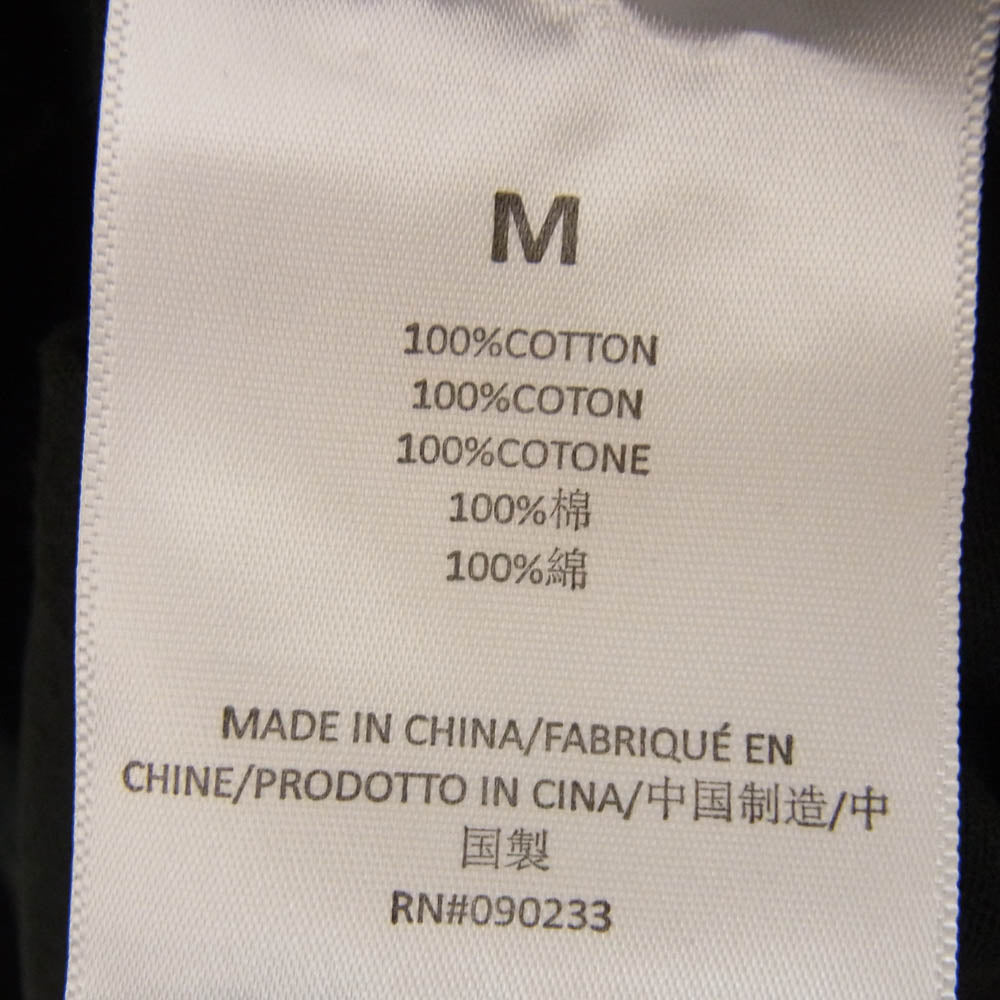 M
100%COTTON
100%COTON
100%COTONE
100%棉
100%綿
MADE IN CHINA/FABRIQUÉ EN
CHINE/PRODOTTO IN CINA/中国制造/中
国製
RN#090233